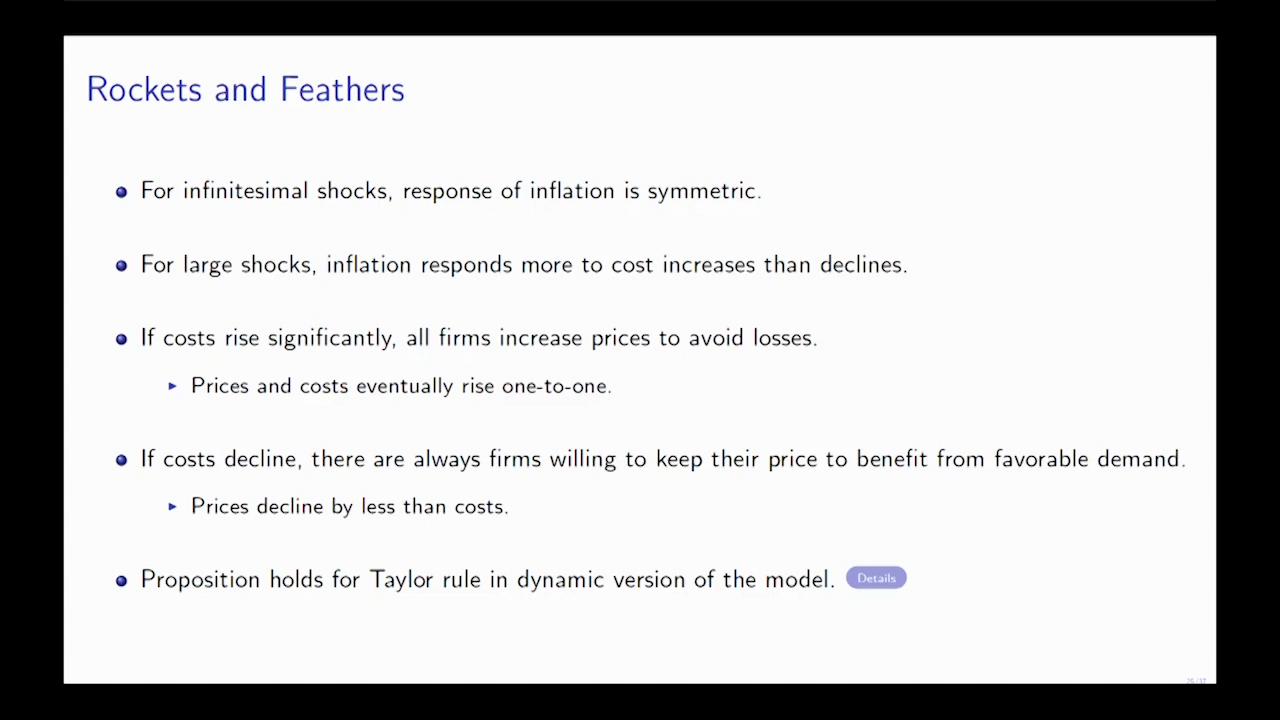 Rockets and Feathers
For infinitesimal shocks, response of inflation is symmetric.
For large shocks, inflation responds more to cost increases than declines.
If costs rise significantly, all firms increase prices to avoid losses.
Prices and costs eventually rise one-to-one.
If costs decline, there are always firms willing to keep their price to benefit from favorable demand.
Prices decline by less than costs.
Proposition holds for Taylor rule in dynamic version of the model. Details